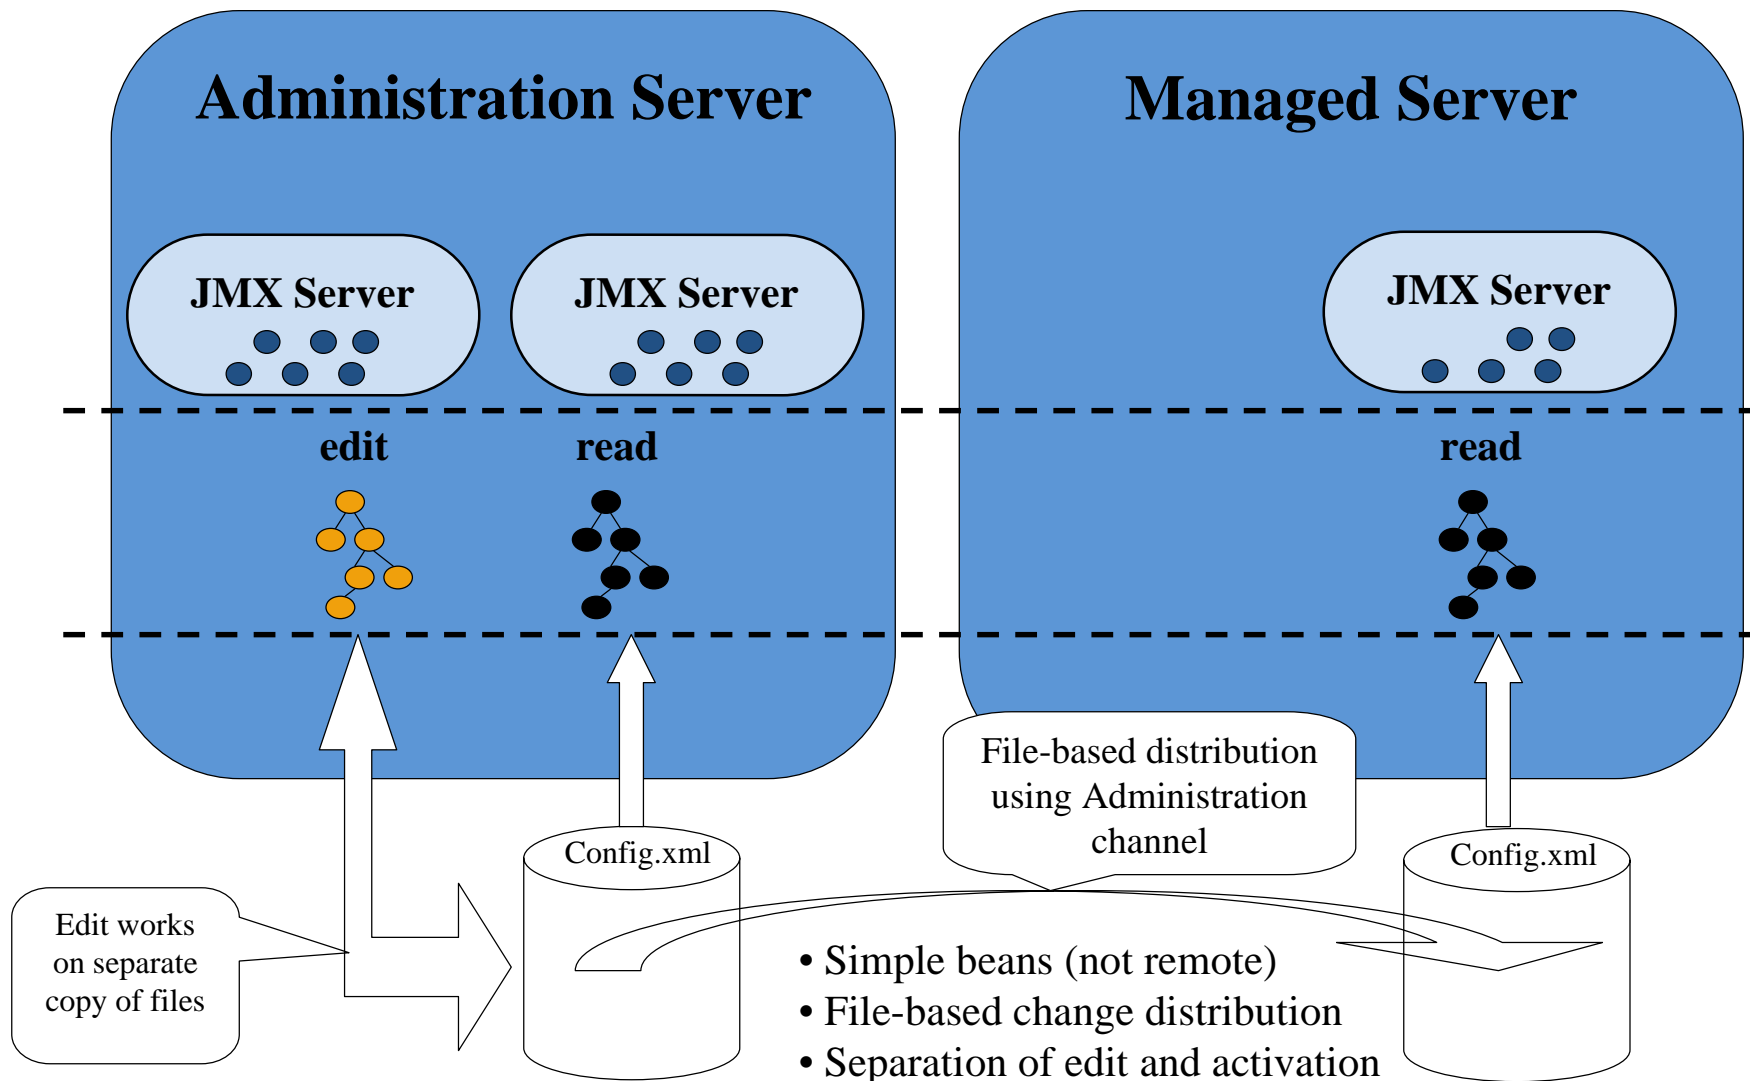 Administration Server
Managed Server
JMX Server
JMX Server
JMX Server
edit
read
read
File-based distribution
using Administration
channel
Config.xml
Config.xml
Edit works
on separate
copy of files
• Simple beans (not remote)
• File-based change distribution
• Separation of edit and activation